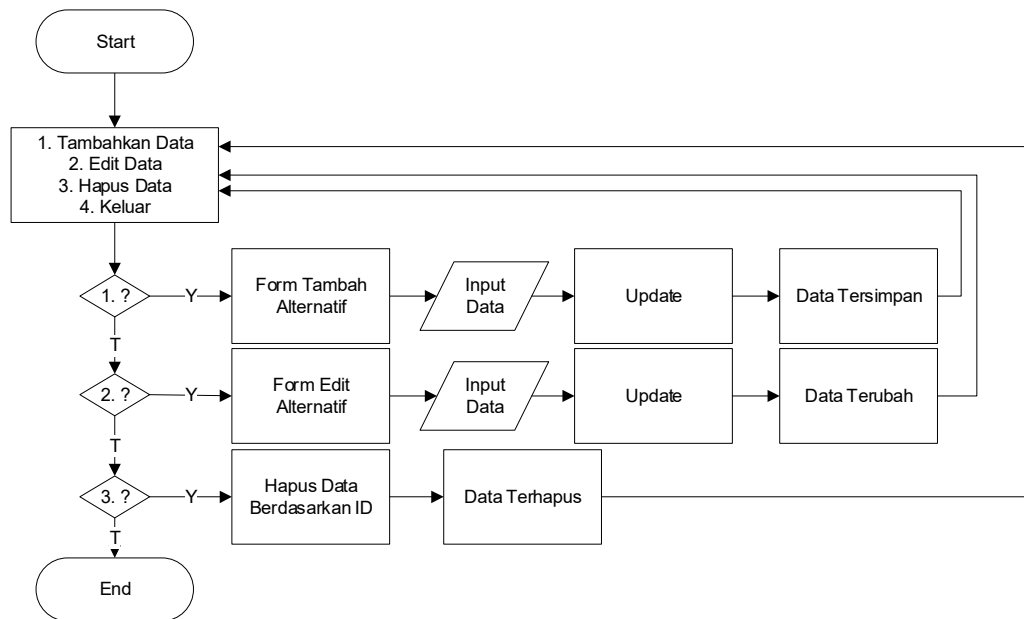 Start
1. Tambahkan Data
2. Edit Data
3. Hapus Data
4. Keluar
1. ?
Y
Form Tambah
Alternatif
Input
Data
Update
Data Tersimpan
T
2. ?
Y
Form Edit
Alternatif
Input
Data
Update
Data Terubah
T
3. ?
Y
Hapus Data
Berdasarkan ID
Data Terhapus
T
End